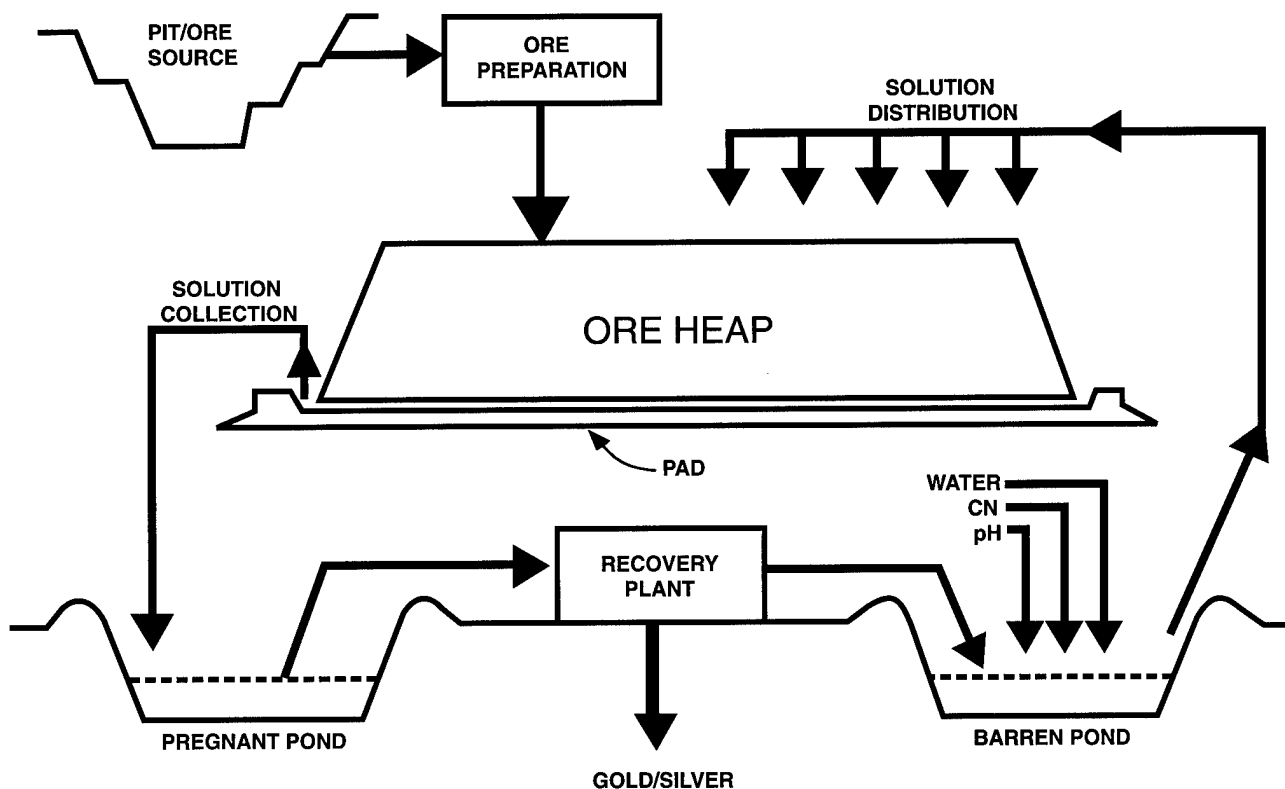 PIT/ORE
SOURCE
ORE
PREPARATION
SOLUTION
DISTRIBUTION
SOLUTION
COLLECTION
ORE HEAP
PAD
WATER
CN
pH
RECOVERY
PLANT
PREGNANT POND
BARREN POND
GOLD/SILVER